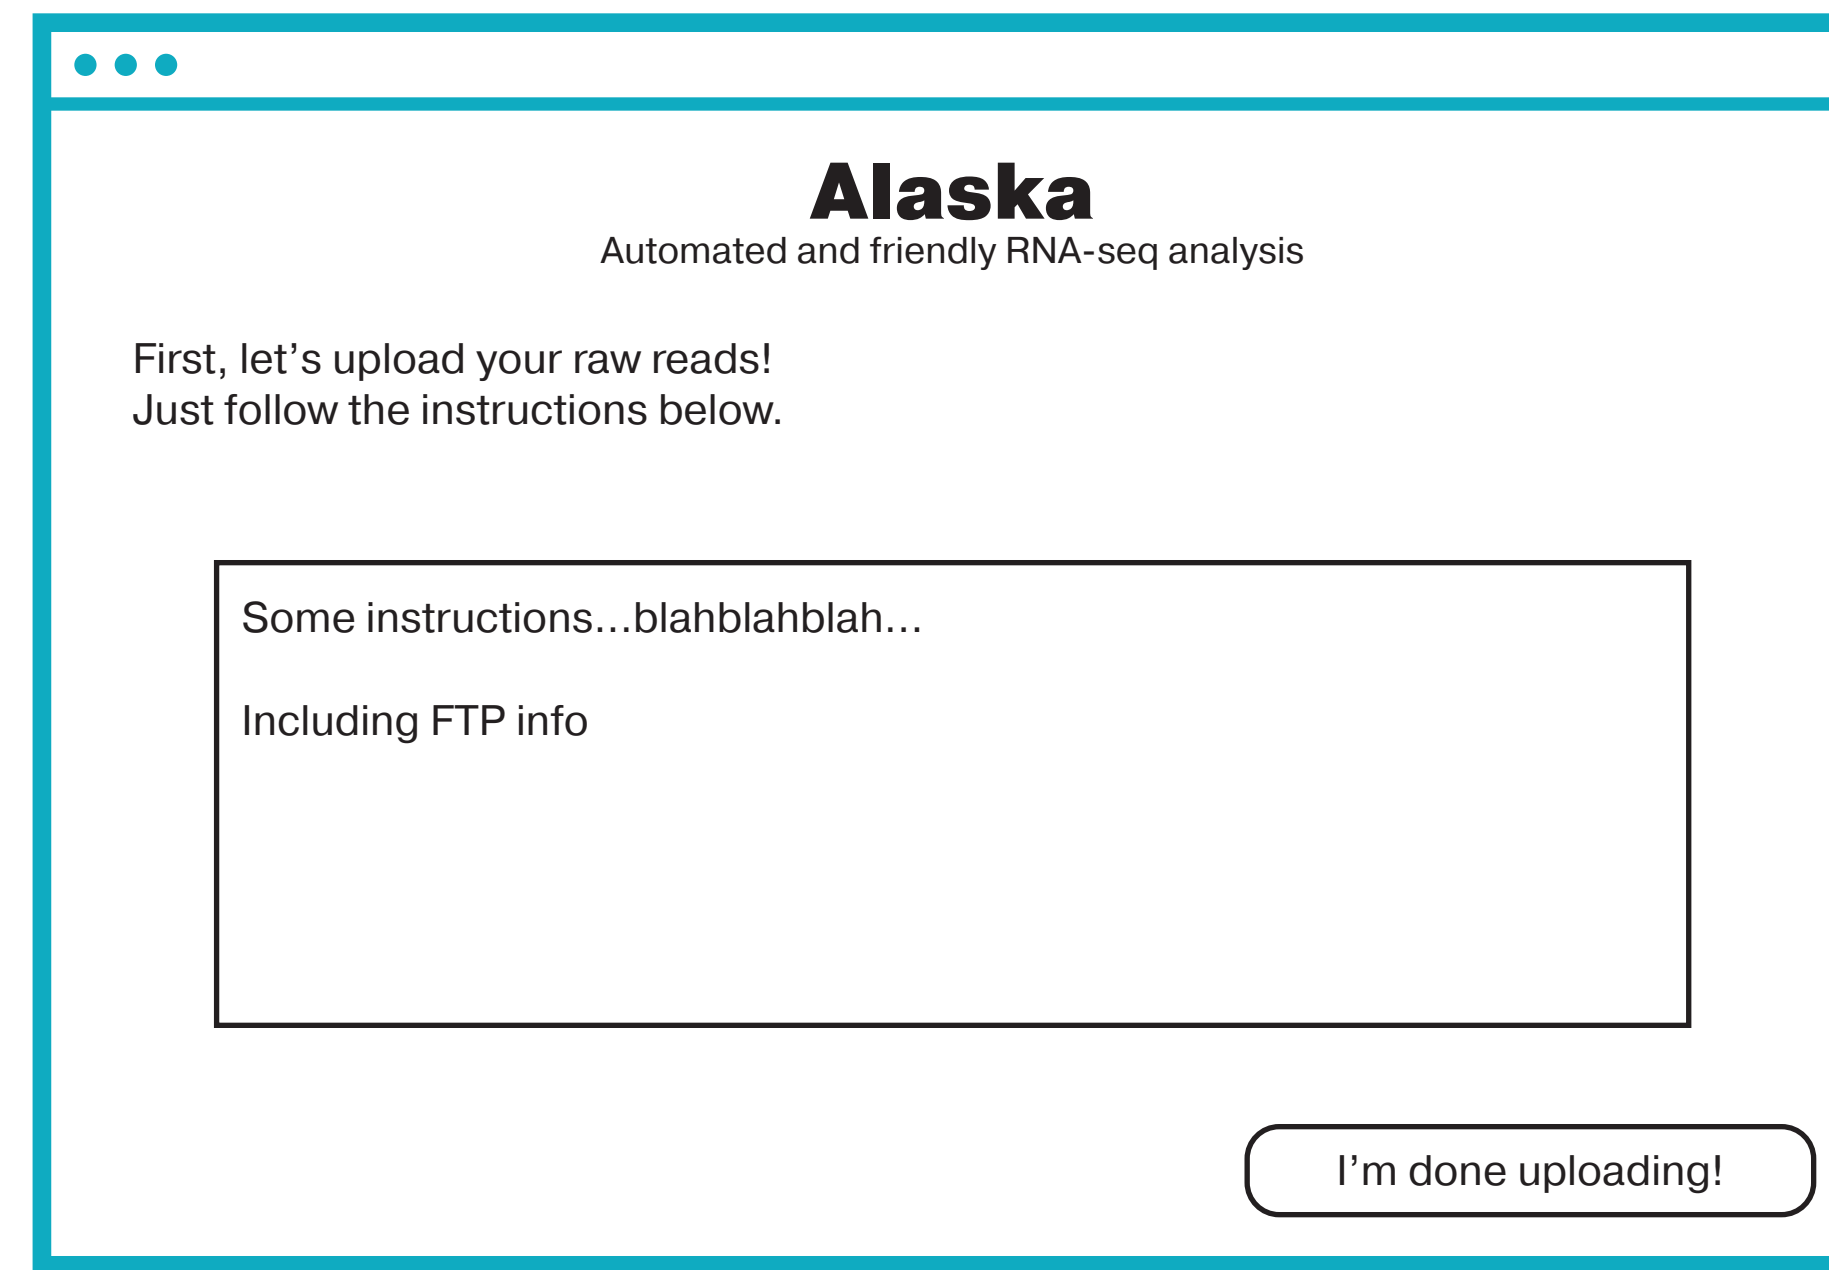 Alaska
Automated and friendly RNA-seq analysis
First, let’s upload your raw reads!
Just follow the instructions below.
Some instructions...blahblahblah...
Including FTP info
I’m done uploading!